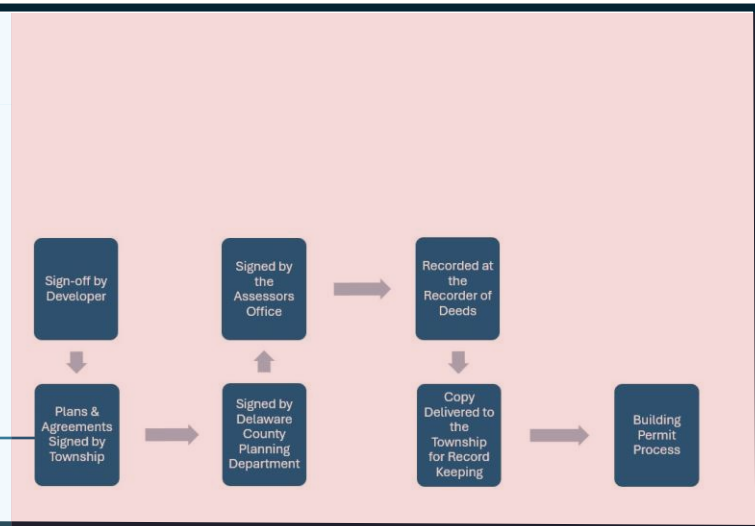 Sign-off by
Developer
Plans &
Agreements
Signed by
Township
Signed by
Delaware
County
Planning
Department
Signed by
the
Assessors
Office
Recorded at
the
Recorder of
Deeds
Copy
Delivered to
the
Township
for Record
Keeping
Building
Permit
Process